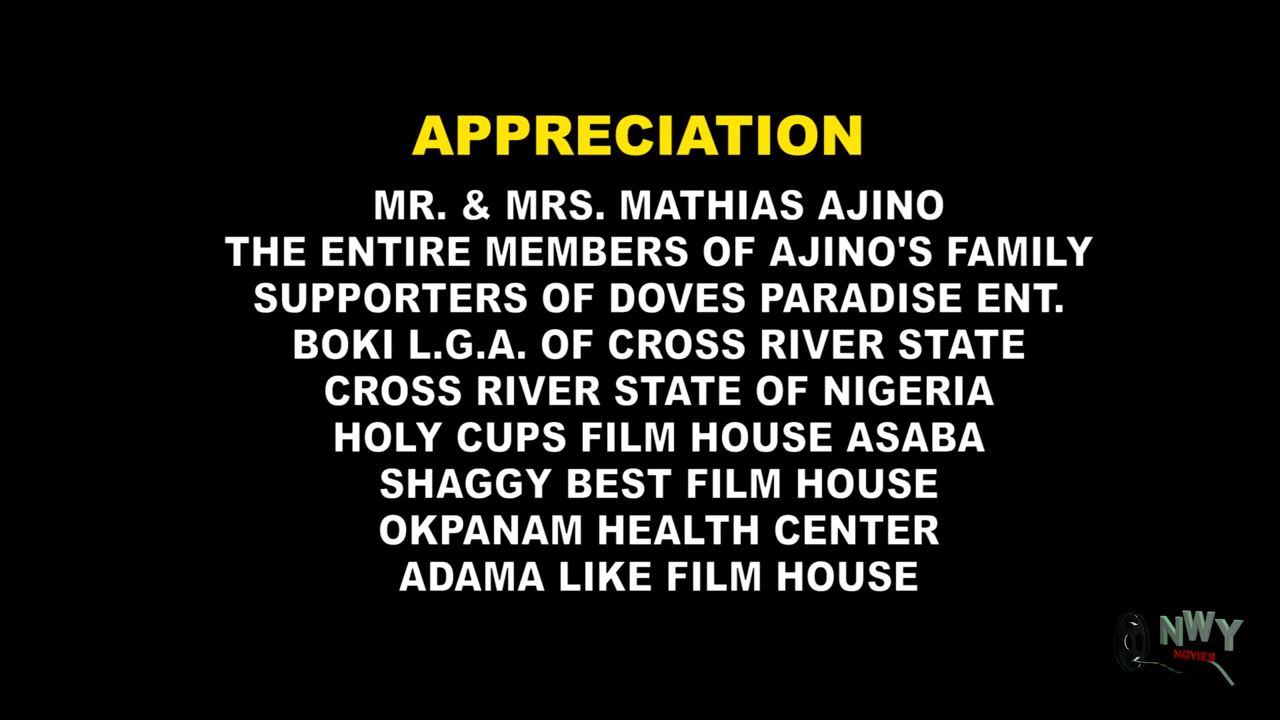 APPRECIATION
MR. & MRS. MATHIAS AJINO
THE ENTIRE MEMBERS OF AJINO'S FAMILY
SUPPORTERS OF DOVES PARADISE ENT.
BOKI L.G.A. OF CROSS RIVER STATE
CROSS RIVER STATE OF NIGERIA
HOLY CUPS FILM HOUSE ASABA
SHAGGY BEST FILM HOUSE
OKPANAM HEALTH CENTER
ADAMA LIKE FILM HOUSE
NWY
MOVIES